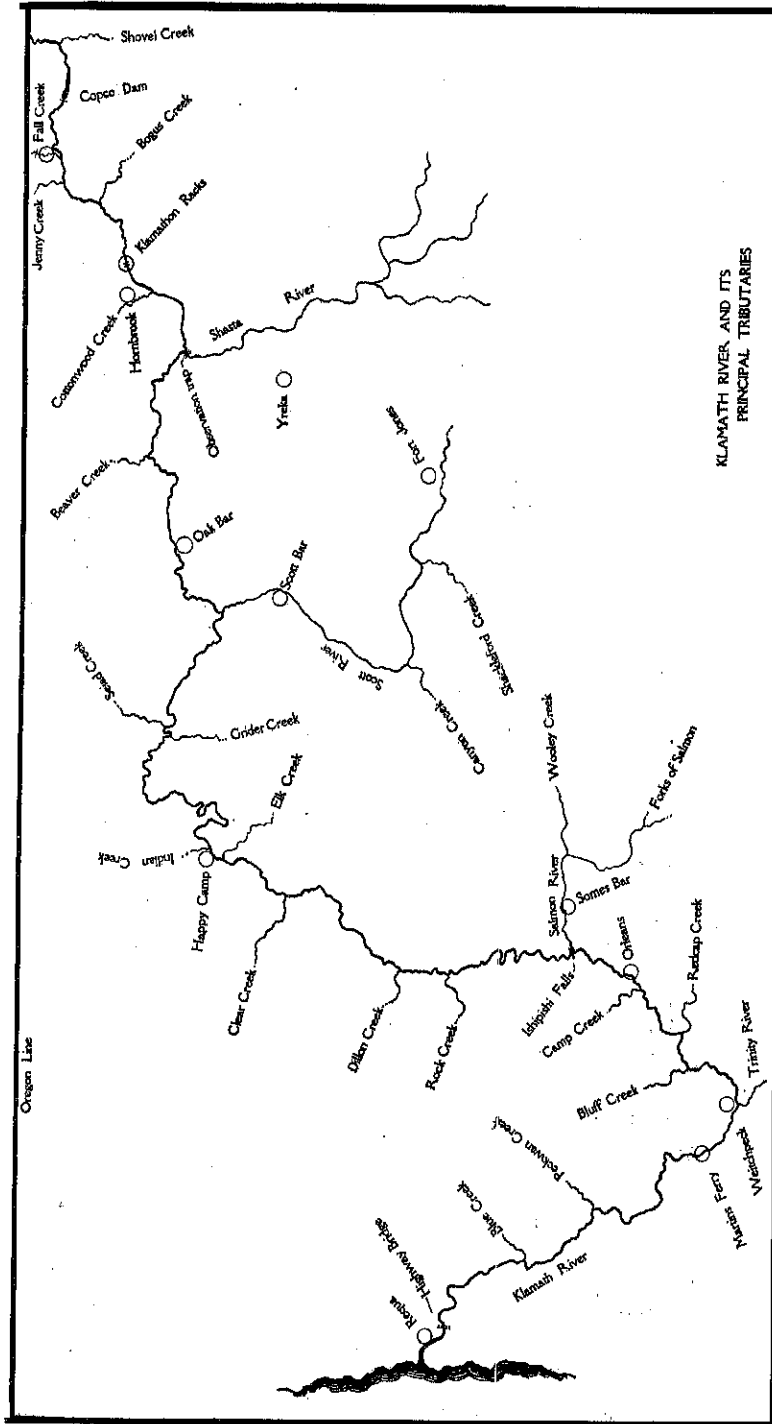 Oregon Line
Shovel Creek
Copco Dam
Fall Creek
Jenny Creek
Bogus Creek
Klamathon Racks
Hornbrook
Cottonwood Creek
Observation trap
Shasta River
Yreka
Beaver Creek
Oak Bar
Scott Bar
Scott River
Fort Jones
Shackleford Creek
Canyon Creek
Seiad Creek
Grider Creek
Elk Creek
Indian Creek
Happy Camp
Clear Creek
Dillon Creek
Rock Creek
Wooley Creek
Forks of Salmon
Salmon River
Somes Bar
Ishipishi Falls
Orleans
Camp Creek
Redcap Creek
Bluff Creek
Trinity River
Weitchpeck
Martins Ferry
Peckwan Creek
Blue Creek
Klamath River
Highway Bridge
Requa
KLAMATH RIVER AND ITS
PRINCIPAL TRIBUTARIES